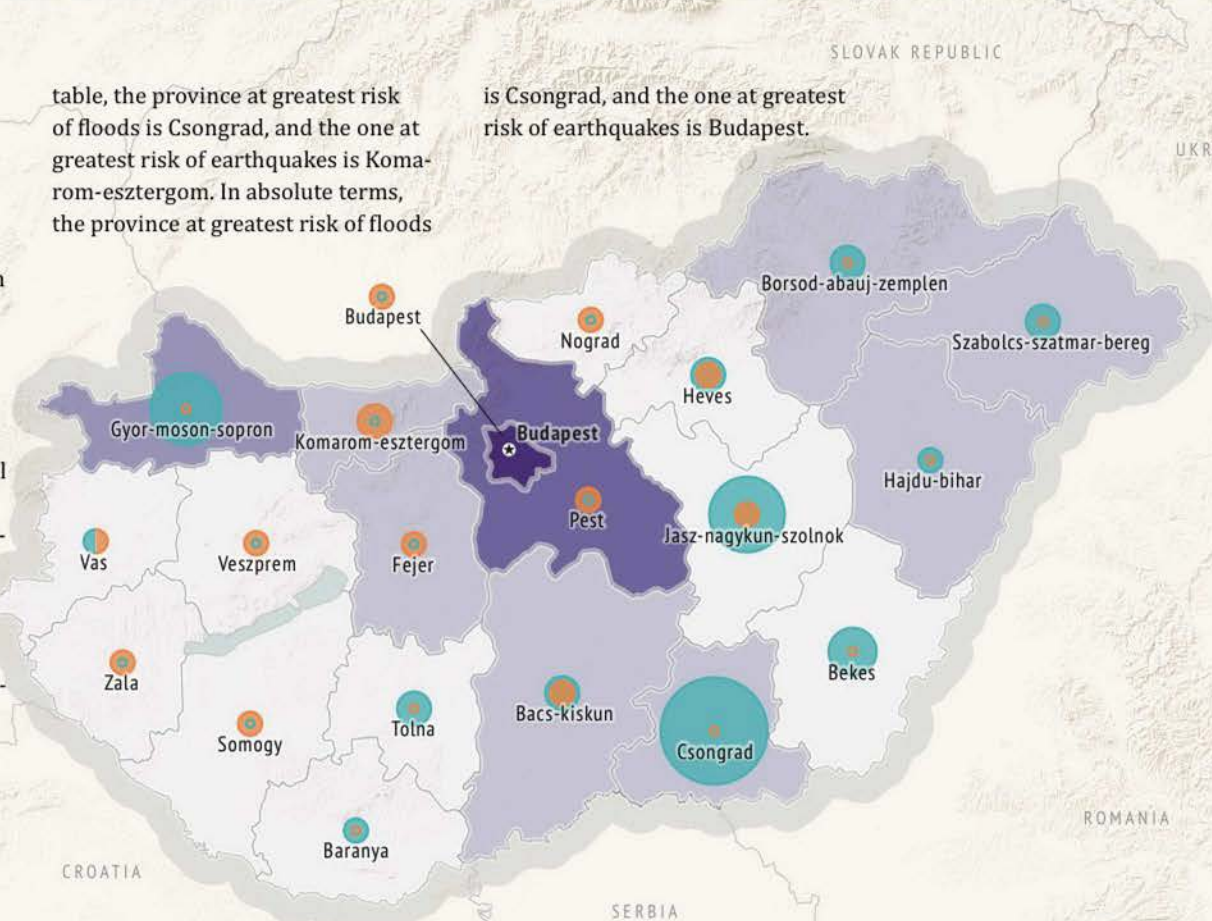 SLOVAK REPUBLIC
table, the province at greatest risk
of floods is Csongrad, and the one at
greatest risk of earthquakes is Koma-
rom-esztergom. In absolute terms,
the province at greatest risk of floods
is Csongrad, and the one at greatest
risk of earthquakes is Budapest.
UKR
Borsod-abauj-zemplen
Budapest
Nograd
Szabolcs-szatmar-bereg
Heves
Gyor-moson-sopron
Komarom-esztergom
Budapest
Hajdu-bihar
Pest
Jasz-nagykun-szolnok
Vas
Veszprem
Fejer
Zala
Bekes
Somogy
Tolna
Bacs-kiskun
Csongrad
Baranya
ROMANIA
CROATIA
SERBIA